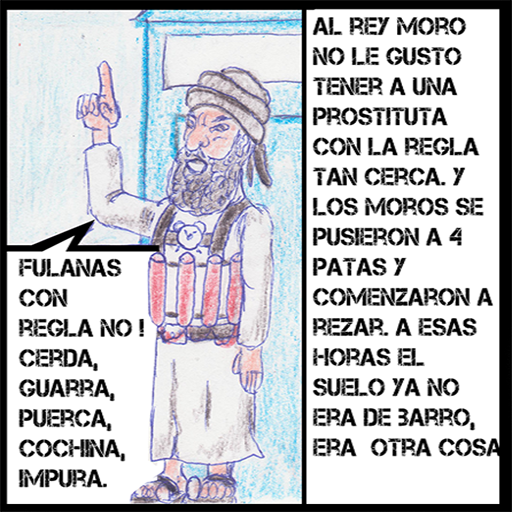 AL REY MORO
NO LE GUSTO
TENER A UNA
PROSTITUTA
CON LA REGLA
TAN CERCA. Y
LOS MOROS SE
PUSIERON A 4
PATAS Y
COMENZARON A
REZAR. A ESAS
HORAS EL
SUELO YA NO
ERA DE BARRO,
ERA OTRA COSA
FULANAS
CON
REGLA NO !
CERDA,
GUARRA,
PUERCA,
COCHINA,
IMPURA.